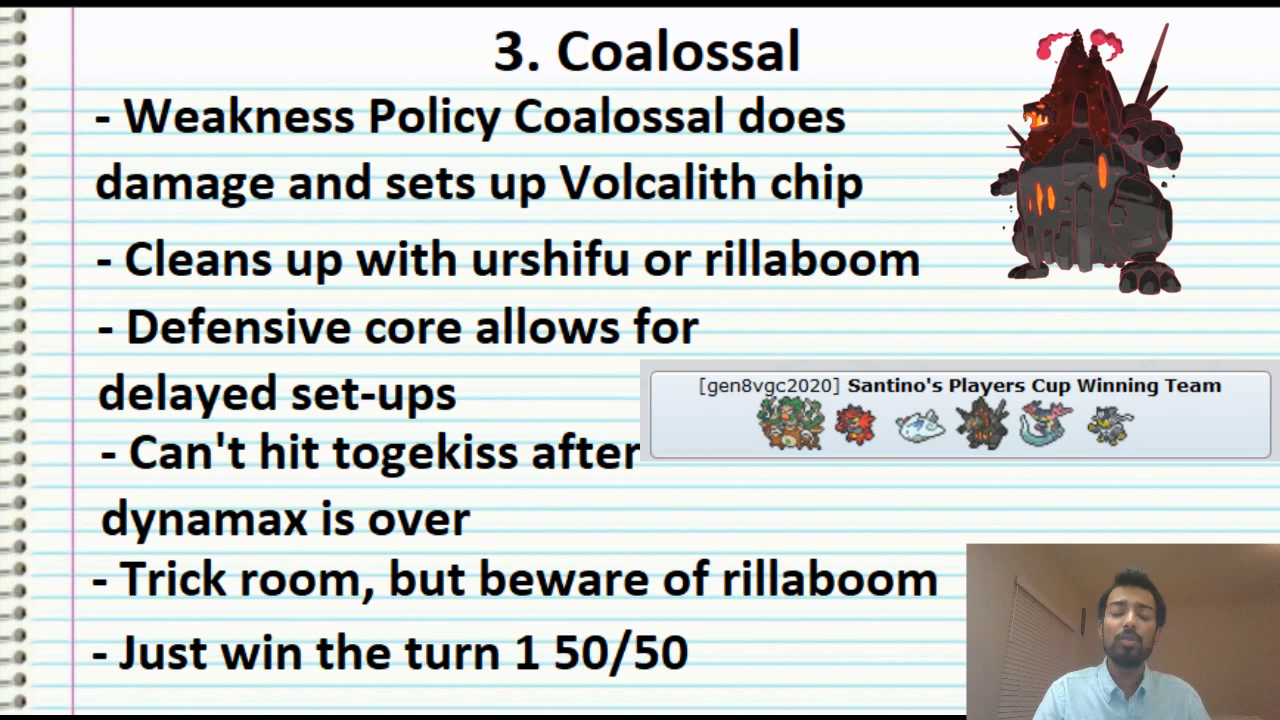 3. Coalossal
- Weakness Policy Coalossal does
damage and sets up Volcalith chip
- Cleans up with urshifu or rillaboom
- Defensive core allows for
delayed set-ups
[gen8vgc2020] Santino's Players Cup Winning Team
- Can't hit togekiss after
dynamax is over
- Trick room, but beware of rillaboom
- Just win the turn 1 50/50